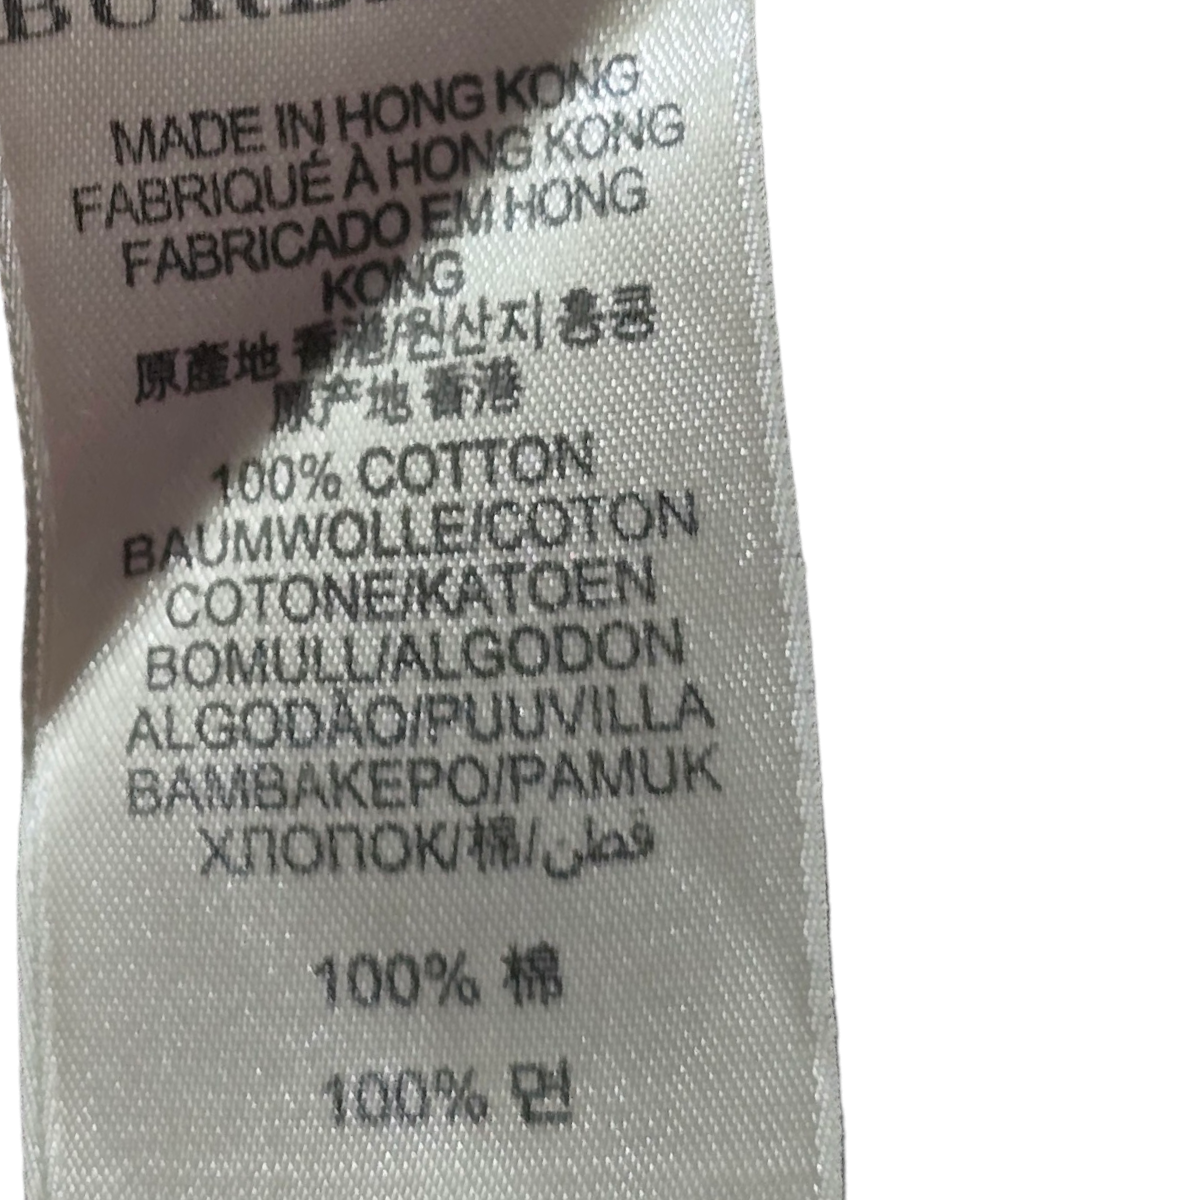 MADE IN HONG KONG
FABRIQUÉ À HONG KONG
FABRICADO EM HONG
KONG
原產地 香港/원산지 홍콩
原产地 香港
100% COTTON
BAUMWOLLE/COTON
COTONE/KATOEN
BOMULL/ALGODON
ALGODÃO/PUUVILLA
BAMBAKEPO/PAMUK
ХЛОПОК/棉/قطن
100% 棉
100% 면